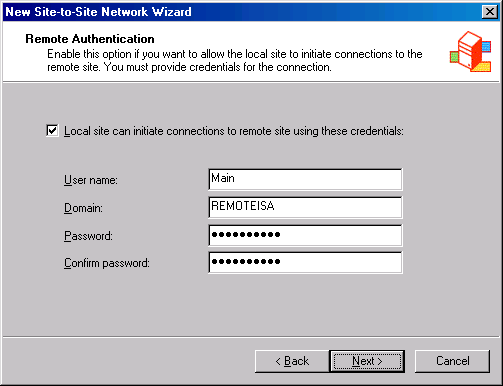 New Site-to-Site Network Wizard
Remote Authentication
Enable this option if you want to allow the local site to initiate connections to the
remote site. You must provide credentials for the connection.
Local site can initiate connections to remote site using these credentials:
User name: Main
Domain: REMOTEISA
Password: ●●●●●●●●●●
Confirm password: ●●●●●●●●●●
< Back Next > Cancel